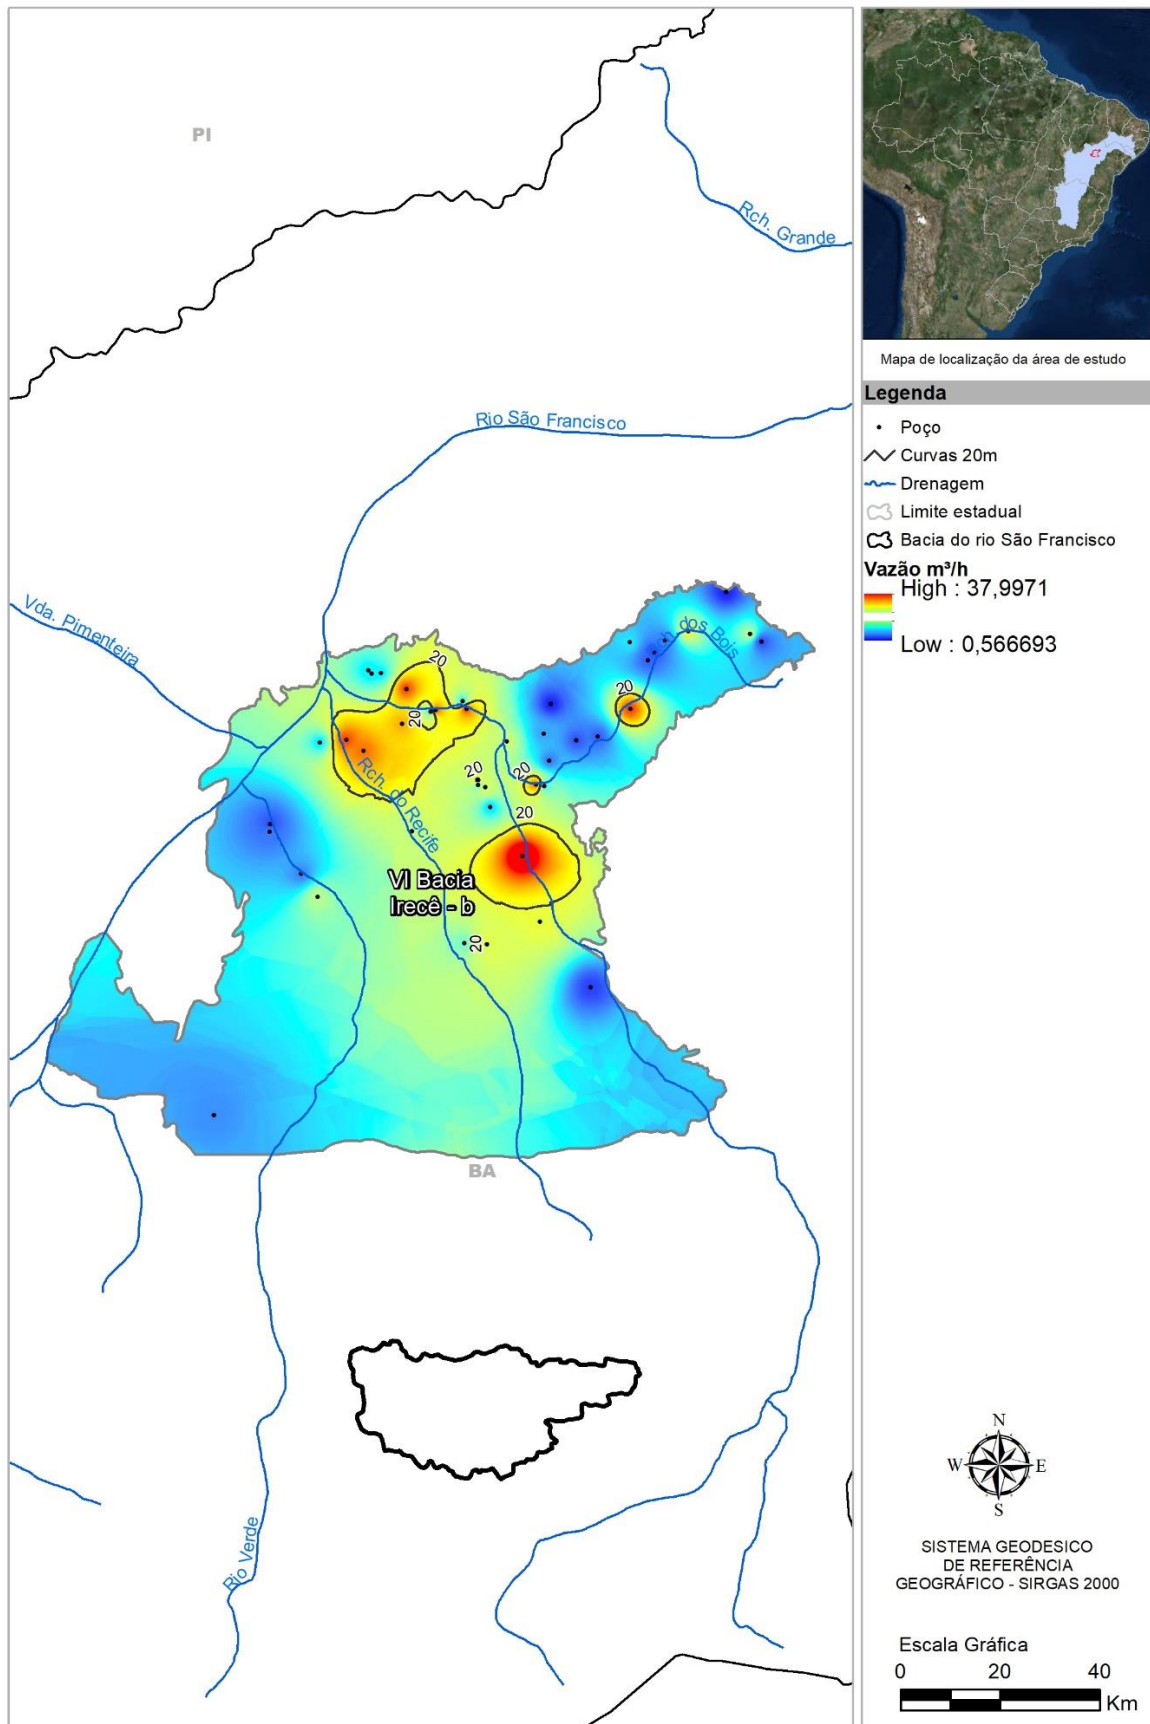 PI
Rch. Grande
Rio São Francisco
Vda. Pimenteira
Rch. dos Bois
20
20
20
20
20
20
Rch. do Recife
VI Bacia
Irecê - b
20
BA
Rio Verde
Mapa de localização da área de estudo
Legenda
Poço
Curvas 20m
Drenagem
Limite estadual
Bacia do rio São Francisco
Vazão m³/h
High : 37,9971
Low : 0,566693
N
W E
S
SISTEMA GEODESICO
DE REFERÊNCIA
GEOGRÁFICO - SIRGAS 2000
Escala Gráfica
0 20 40
Km